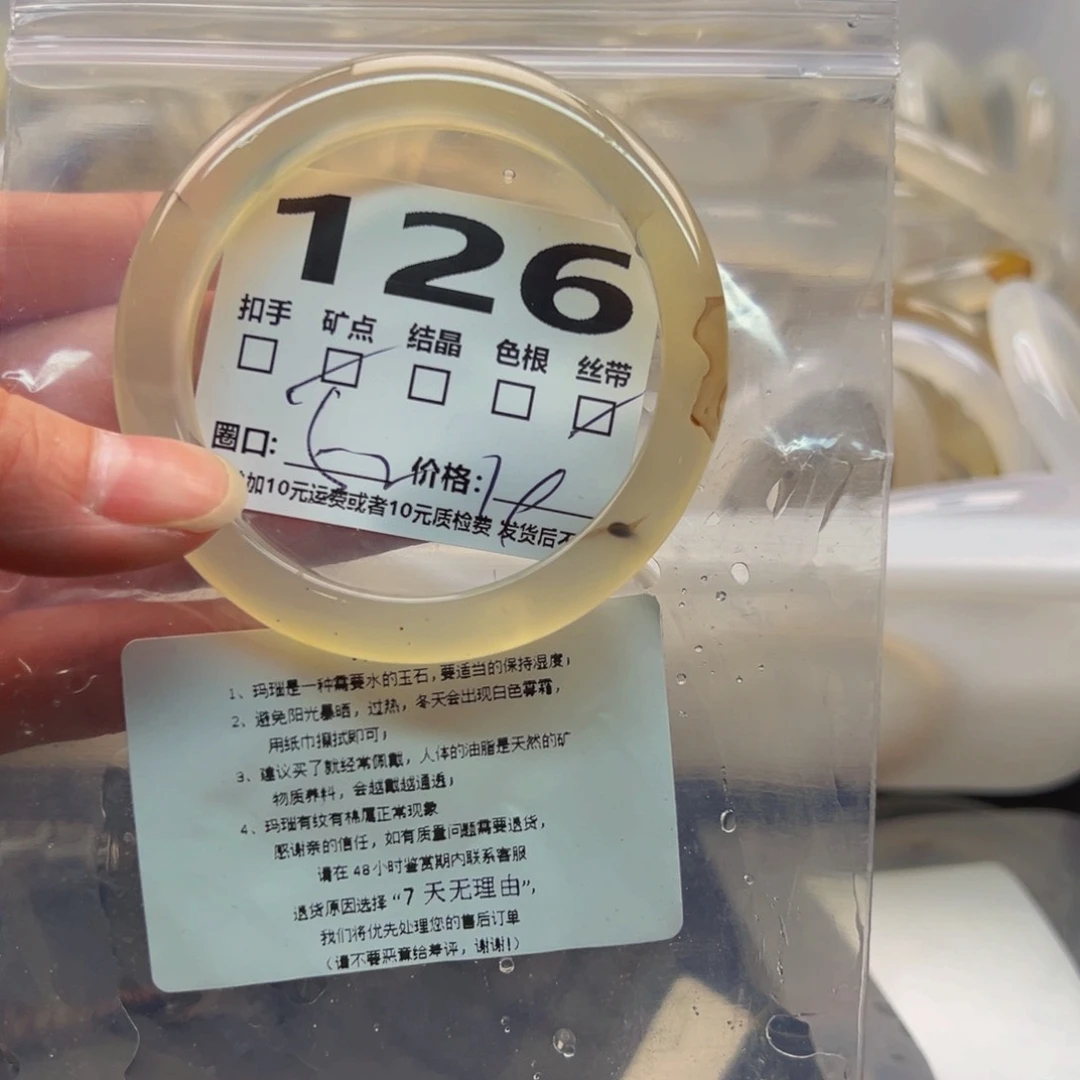 126
扣手 矿点 结晶 色根 丝带
圈口: 价格:
加10元运费或者10元质检费 发货后不
1、玛瑙是一种需要水的玉石,要适当的保持湿度;
2、避免阳光暴晒,过热,冬天会出现白色雾霜,
用纸巾擦拭即可;
3、建议买了就经常佩戴,人体的油脂是天然的矿
物质养料,会越戴越通透;
4、玛瑙有纹有棉属正常现象
感谢亲的信任,如有质量问题需要退货,
请在48小时鉴赏期内联系客服
退货原因选择“7天无理由”,
我们将优先处理您的售后订单
(请不要恶意给差评,谢谢!)